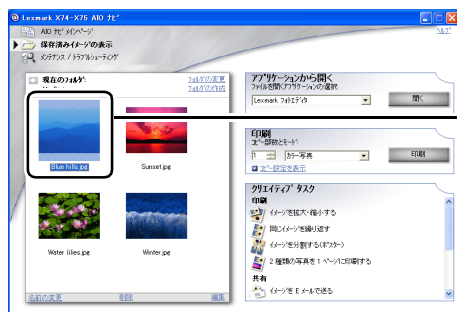 Lexmark X74-X75 AIO ナビ
AIO ナビ メインページ
ヘルプ
保存済みイメージの表示
メンテナンス / トラブルシューティング
現在のフォルダ:
フォルダの変更
フォルダの作成
Blue hills.jpg
Sunset.jpg
Water lilies.jpg
Winter.jpg
名前の変更
削除
編集
アプリケーションから開く
ファイルを開くアプリケーションの選択
Lexmark フォトエディタ
開く
印刷
コピー部数とモード:
1
カラー写真
印刷
コピー設定を表示
クリエイティブ タスク
印刷
イメージを拡大・縮小する
同じイメージを繰り返す
イメージを分割する(ポスター)
2 種類の写真を 1 ページに印刷する
共有
イメージを E メールで送る